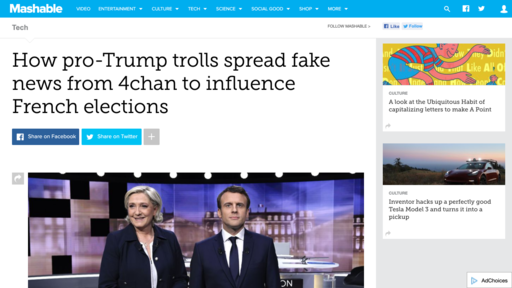 Mashable
VIDEO ENTERTAINMENT CULTURE TECH SCIENCE SOCIAL GOOD SHOP MORE
Tech
FOLLOW MASHABLE >
Like
Follow
How pro-Trump trolls spread fake
news from 4chan to influence
French elections
Share on Facebook
Share on Twitter
+
CULTURE
A look at the Ubiquitous Habit of
capitalizing letters to make A Point
CULTURE
Inventor hacks up a perfectly good
Tesla Model 3 and turns it into a
pickup
AdChoices